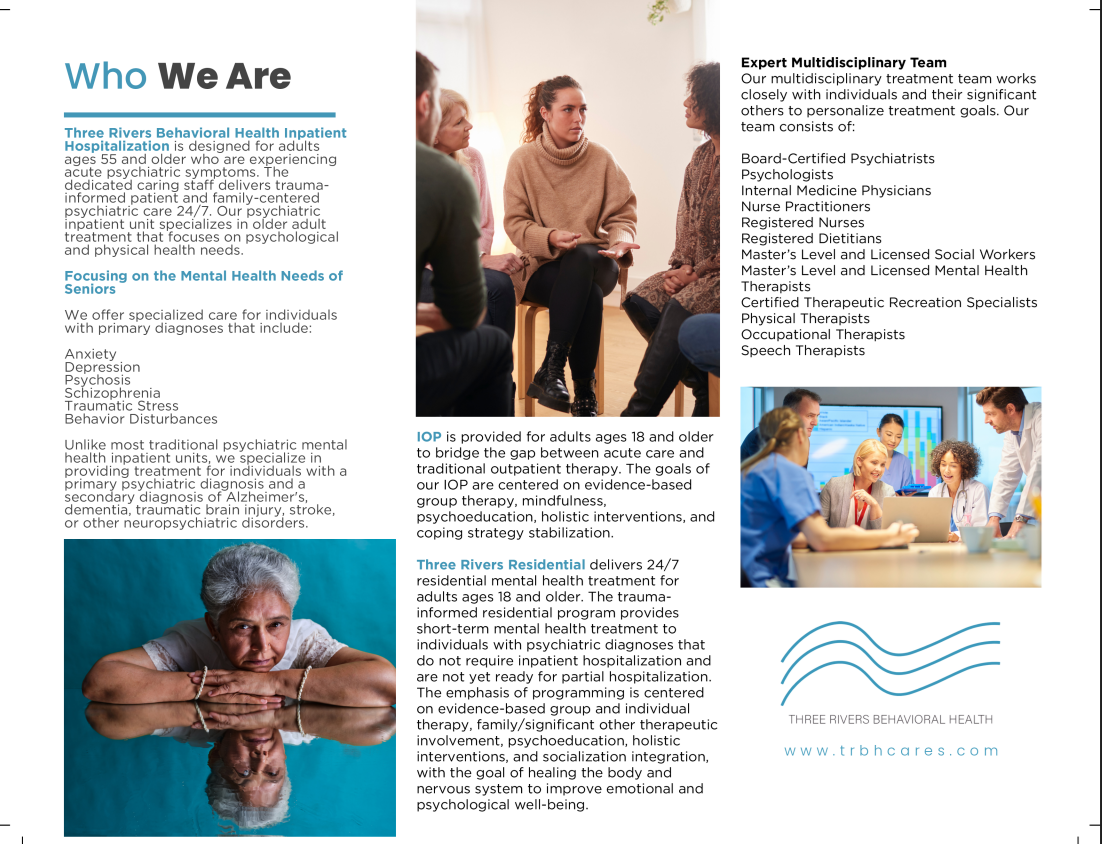 Who We Are
Three Rivers Behavioral Health Inpatient
Hospitalization is designed for adults
ages 55 and older who are experiencing
acute psychiatric symptoms. The
dedicated caring staff delivers trauma-
informed patient and family-centered
psychiatric care 24/7. Our psychiatric
inpatient unit specializes in older adult
treatment that focuses on psychological
and physical health needs.
Focusing on the Mental Health Needs of
Seniors
We offer specialized care for individuals
with primary diagnoses that include:
Anxiety
Depression
Psychosis
Schizophrenia
Traumatic Stress
Behavior Disturbances
Unlike most traditional psychiatric mental
health inpatient units, we specialize in
providing treatment for individuals with a
primary psychiatric diagnosis and a
secondary diagnosis of Alzheimer's,
dementia, traumatic brain injury, stroke,
or other neuropsychiatric disorders.
IOP is provided for adults ages 18 and older
to bridge the gap between acute care and
traditional outpatient therapy. The goals of
our IOP are centered on evidence-based
group therapy, mindfulness,
psychoeducation, holistic interventions, and
coping strategy stabilization.
Three Rivers Residential delivers 24/7
residential mental health treatment for
adults ages 18 and older. The trauma-
informed residential program provides
short-term mental health treatment to
individuals with psychiatric diagnoses that
do not require inpatient hospitalization and
are not yet ready for partial hospitalization.
The emphasis of programming is centered
on evidence-based group and individual
therapy, family/significant other therapeutic
involvement, psychoeducation, holistic
interventions, and socialization integration,
with the goal of healing the body and
nervous system to improve emotional and
psychological well-being.
Expert Multidisciplinary Team
Our multidisciplinary treatment team works
closely with individuals and their significant
others to personalize treatment goals. Our
team consists of:
Board-Certified Psychiatrists
Psychologists
Internal Medicine Physicians
Nurse Practitioners
Registered Nurses
Registered Dietitians
Master's Level and Licensed Social Workers
Master's Level and Licensed Mental Health
Therapists
Certified Therapeutic Recreation Specialists
Physical Therapists
Occupational Therapists
Speech Therapists
THREE RIVERS BEHAVIORAL HEALTH
www.trbhcares.com